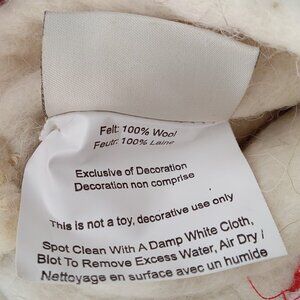 Felt: 100% Wool
Feutr: 100% Laine
Exclusive of Decoration
Decoration non comprise
This is not a toy, decorative use only
Spot Clean With A Damp White Cloth,
Blot To Remove Excess Water, Air Dry /
Nettoyage en surface avec un humide